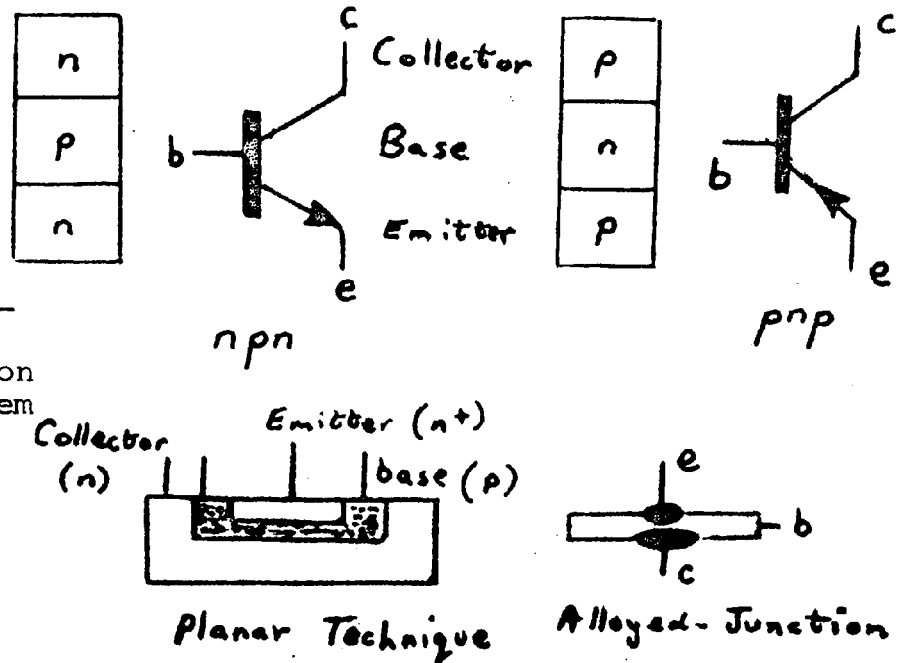 c
c
n
Collector
p
p
b
Base
n
b
n
Emitter
p
e
e
npn
pnp
on
em
Collector
(n)
Emitter (n+)
base (p)
e
b
c
Planar Technique
Alloyed-Junction